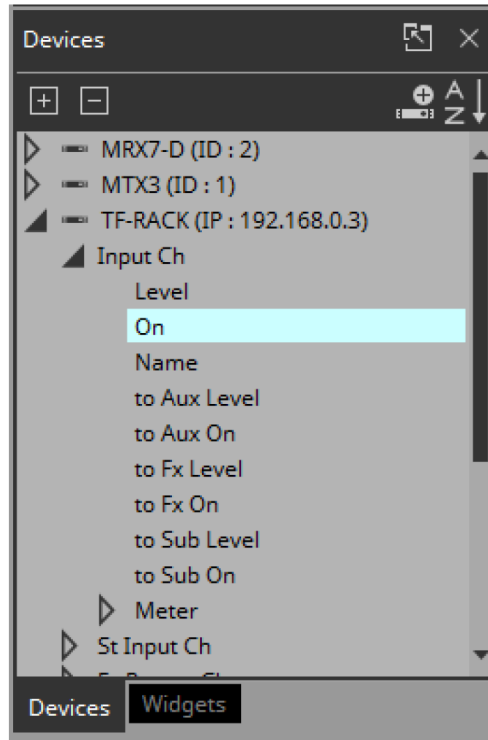 Devices
A
Z
MRX7-D (ID : 2)
MTX3 (ID : 1)
TF-RACK (IP : 192.168.0.3)
Input Ch
Level
On
Name
to Aux Level
to Aux On
to Fx Level
to Fx On
to Sub Level
to Sub On
Meter
St Input Ch
Devices
Widgets